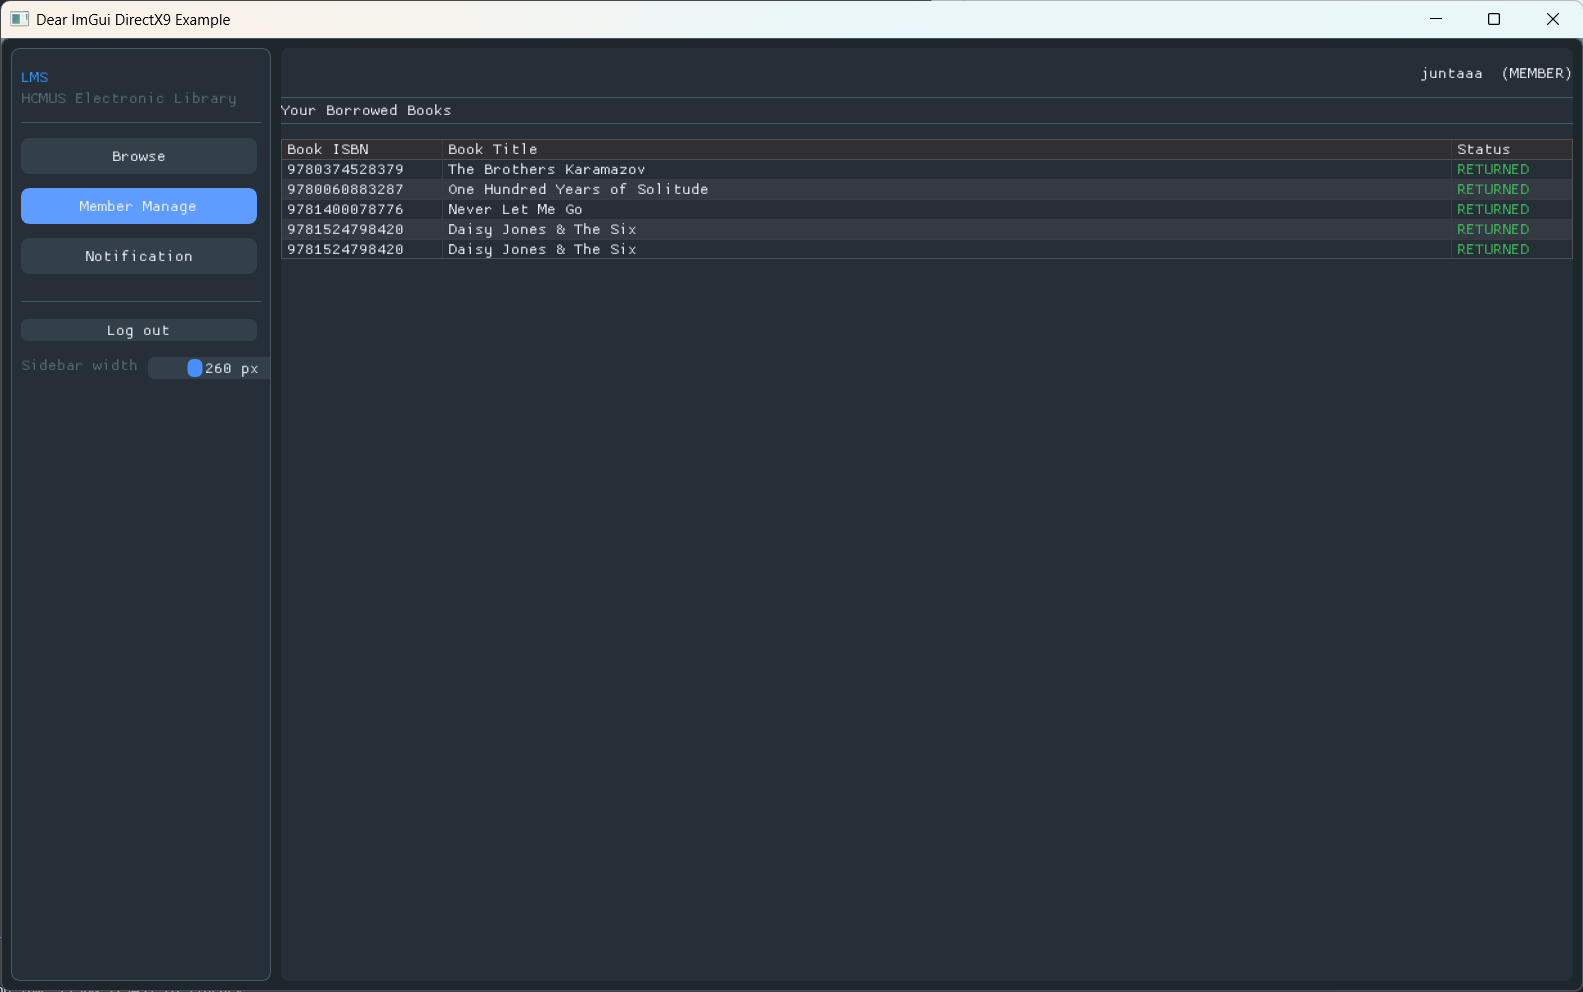 Dear ImGui DirectX9 Example
LMS
HCMUS Electronic Library
Browse
Member Manage
Notification
Log out
Sidebar width 260 px
juntaaa (MEMBER)
Your Borrowed Books
Book ISBN Book Title Status
9780374528379 The Brothers Karamazov RETURNED
9780060883287 One Hundred Years of Solitude RETURNED
9781400078776 Never Let Me Go RETURNED
9781524798420 Daisy Jones & The Six RETURNED
9781524798420 Daisy Jones & The Six RETURNED